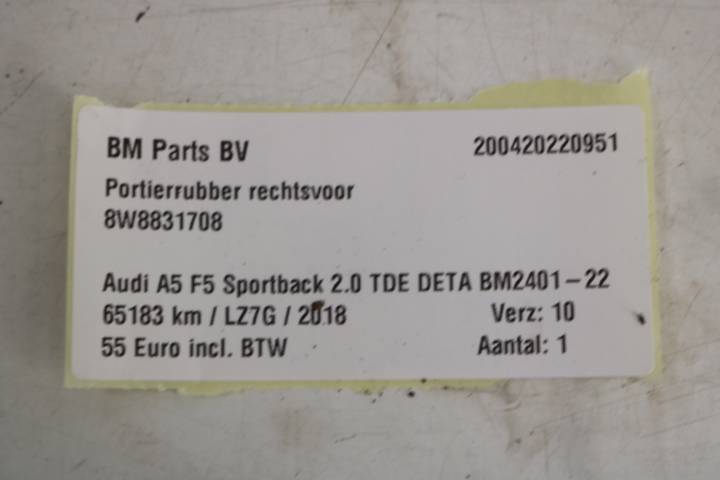 BM Parts BV 200420220951
Portierrubber rechtsvoor
8W8831708
Audi A5 F5 Sportback 2.0 TDE DETA BM2401-22
65183 km / LZ7G / 2018 Verz: 10
55 Euro incl. BTW Aantal: 1